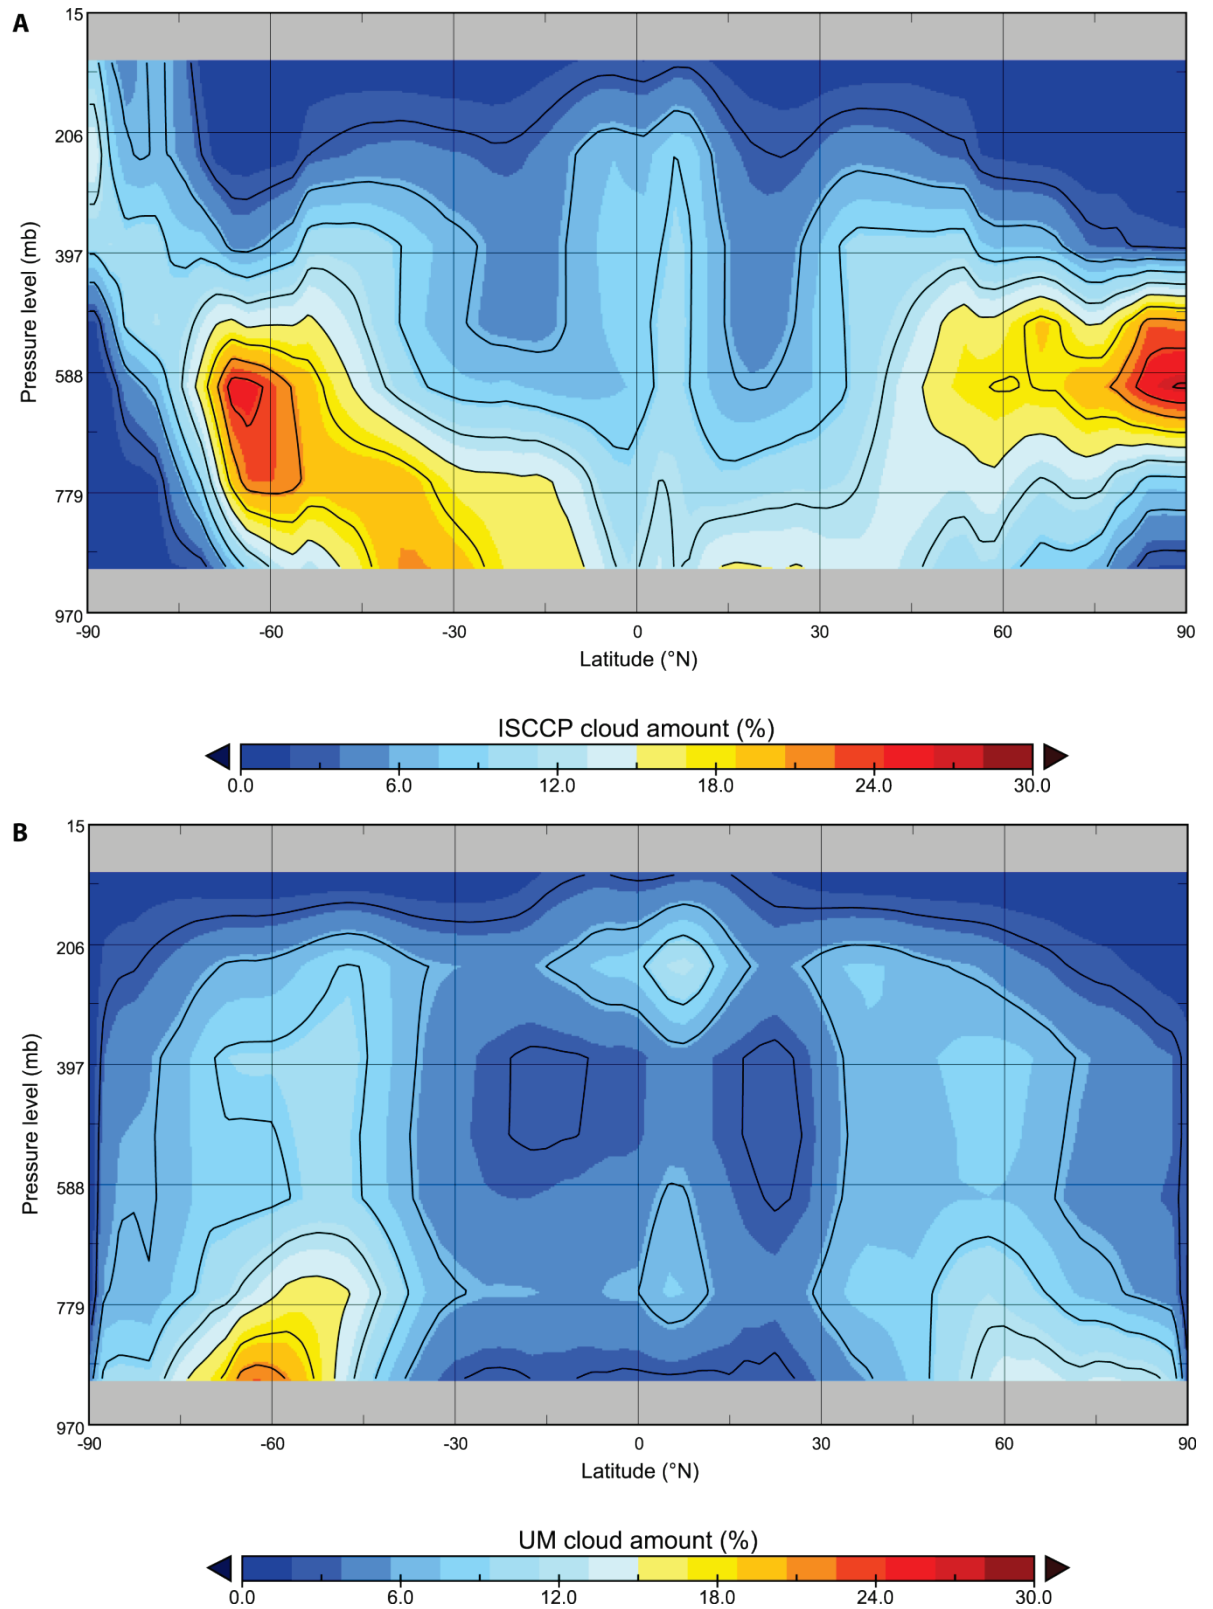 A
15
206
397
588
779
970
Pressure level (mb)
-90 -60 -30 0 30 60 90
Latitude (°N)
ISCCP cloud amount (%)
0.0 6.0 12.0 18.0 24.0 30.0
B
15
206
397
588
779
970
Pressure level (mb)
-90 -60 -30 0 30 60 90
Latitude (°N)
UM cloud amount (%)
0.0 6.0 12.0 18.0 24.0 30.0